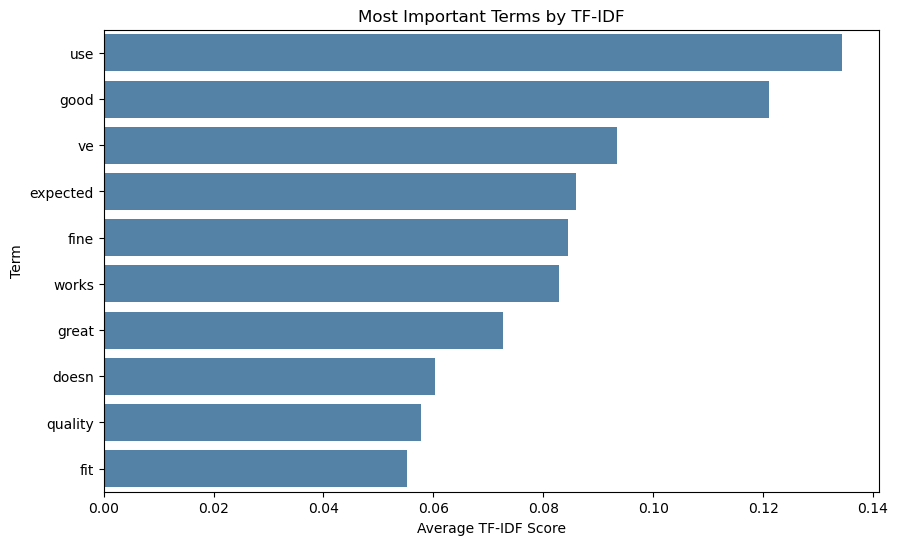 Most Important Terms by TF-IDF
use
good
ve
expected
fine
works
great
doesn
quality
fit
Term
0.00 0.02 0.04 0.06 0.08 0.10 0.12 0.14
Average TF-IDF Score